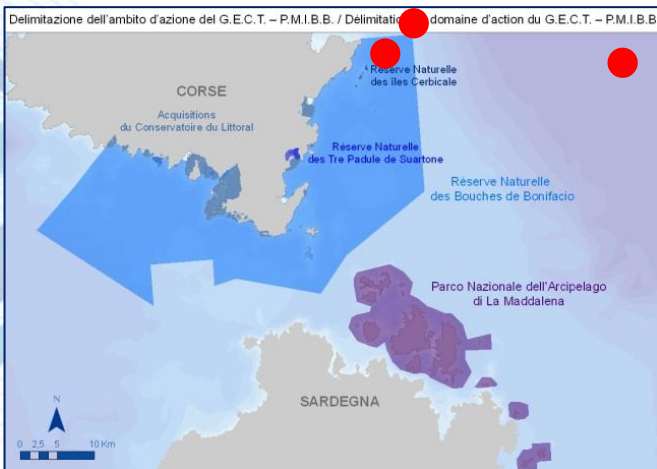 Delimitazione dell'ambito d'azione del G.E.C.T. – P.M.I.B.B. / Délimitatio domaine d'action du G.E.C.T. – P.M.I.B.B
Réserve Naturelle
des îles Cerbicale
CORSE
Acquisitions
du Conservatoire du Littoral
Réserve Naturelle
des Tre Padule de Suartone
Réserve Naturelle
des Bouches de Bonifacio
Parco Nazionale dell'Arcipelago
di La Maddalena
SARDEGNA
N
0 2,5 5 10 Km